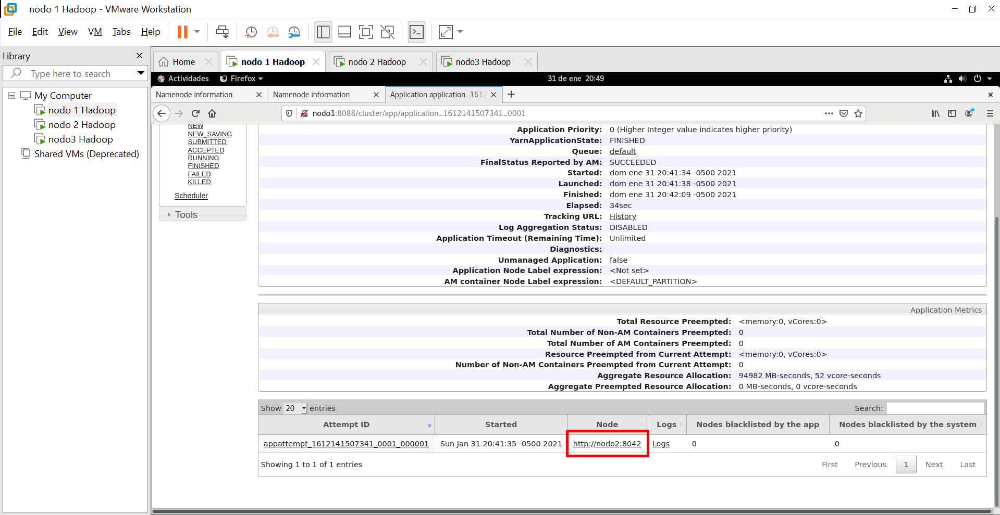 nodo 1 Hadoop - VMware Workstation
File Edit View VM Tabs Help
Library
Type here to search
My Computer
nodo 1 Hadoop
nodo 2 Hadoop
nodo3 Hadoop
Shared VMs (Deprecated)
Home nodo 1 Hadoop nodo 2 Hadoop nodo3 Hadoop
Actividades Firefox 31 de ene 20:49
Namenode information Namenode information Application application_1612
nodo1:8088/cluster/app/application_1612141507341_0001
NEW
NEW_SAVING
SUBMITTED
ACCEPTED
RUNNING
FINISHED
FAILED
KILLED
Scheduler
Tools
Application Priority: 0 (Higher Integer value indicates higher priority)
YarnApplicationState: FINISHED
Queue: default
FinalStatus Reported by AM: SUCCEEDED
Started: dom ene 31 20:41:34 -0500 2021
Launched: dom ene 31 20:41:38 -0500 2021
Finished: dom ene 31 20:42:09 -0500 2021
Elapsed: 34sec
Tracking URL: History
Log Aggregation Status: DISABLED
Application Timeout (Remaining Time): Unlimited
Diagnostics:
Unmanaged Application: false
Application Node Label expression: <Not set>
AM container Node Label expression: <DEFAULT_PARTITION>
Application Metrics
Total Resource Preempted: <memory:0, vCores:0>
Total Number of Non-AM Containers Preempted: 0
Total Number of AM Containers Preempted: 0
Resource Preempted from Current Attempt: <memory:0, vCores:0>
Number of Non-AM Containers Preempted from Current Attempt: 0
Aggregate Resource Allocation: 94982 MB-seconds, 52 vcore-seconds
Aggregate Preempted Resource Allocation: 0 MB-seconds, 0 vcore-seconds
Show 20 entries Search:
Attempt ID Started Node Logs Nodes blacklisted by the app Nodes blacklisted by the system
appattempt_1612141507341_0001_000001 Sun Jan 31 20:41:35 -0500 2021 http://nodo2:8042 Logs 0 0
Showing 1 to 1 of 1 entries First Previous 1 Next Last